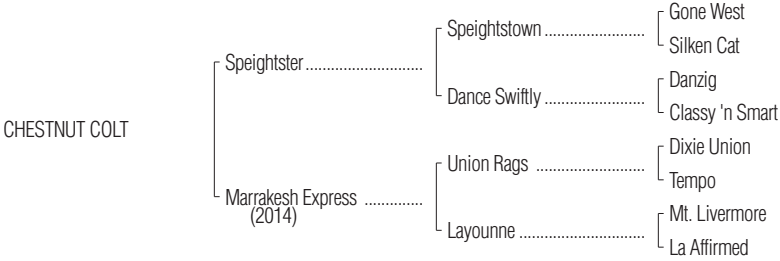 Gone West
Speightstown ........................
Silken Cat
Speightster ............................
Danzig
Dance Swiftly ........................
Classy 'n Smart
CHESTNUT COLT
Dixie Union
Union Rags ..........................
Tempo
Marrakesh Express ..............
(2014)
Mt. Livermore
Layounne ..............................
La Affirmed